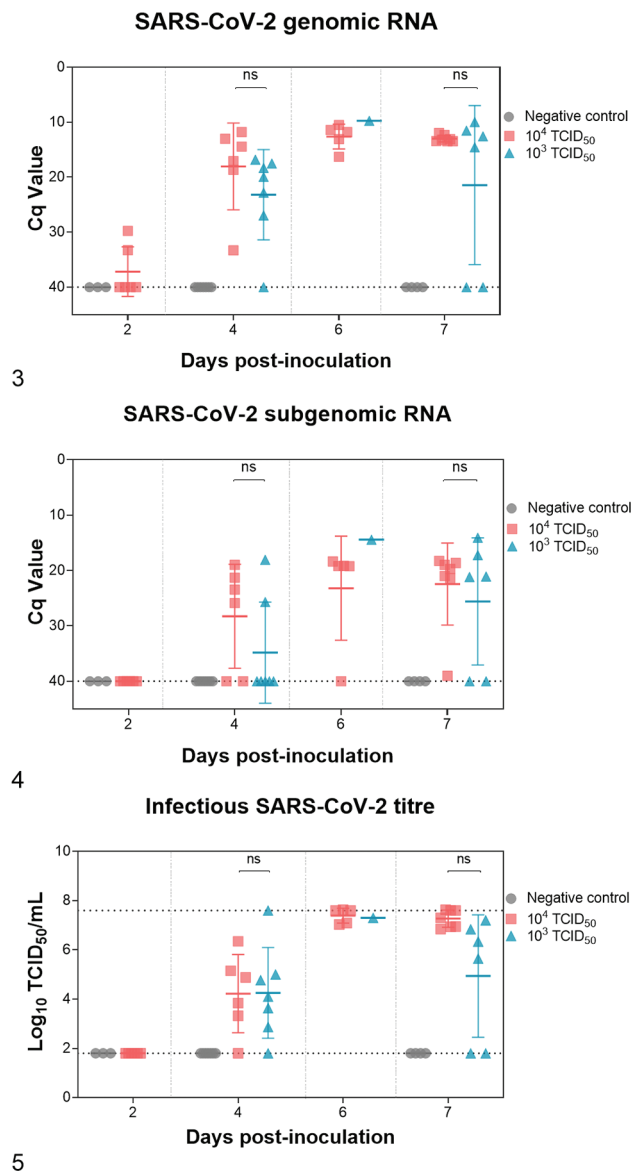 SARS-CoV-2 genomic RNA
0
10
20
30
40
Cq Value
ns
ns
Negative control
10⁴ TCID₅₀
10³ TCID₅₀
2
4
6
7
Days post-inoculation
3
SARS-CoV-2 subgenomic RNA
0
10
20
30
40
Cq Value
ns
ns
Negative control
10⁴ TCID₅₀
10³ TCID₅₀
2
4
6
7
Days post-inoculation
4
Infectious SARS-CoV-2 titre
10
8
6
4
2
0
Log₁₀ TCID₅₀/mL
ns
ns
Negative control
10⁴ TCID₅₀
10³ TCID₅₀
2
4
6
7
Days post-inoculation
5